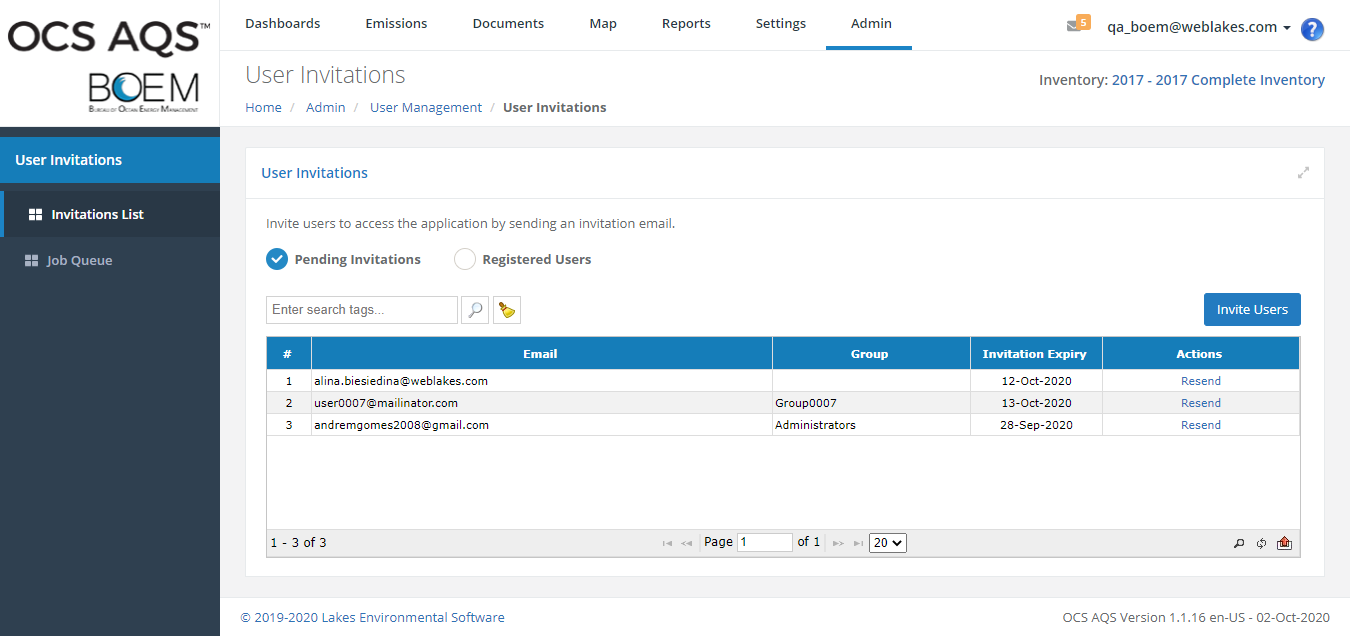 OCS AQS™
BOEM
BUREAU OF OCEAN ENERGY MANAGEMENT
Dashboards Emissions Documents Map Reports Settings Admin
5 qa_boem@weblakes.com ?
User Invitations
Inventory: 2017 - 2017 Complete Inventory
Home / Admin / User Management / User Invitations
User Invitations
Invitations List
Job Queue
User Invitations
Invite users to access the application by sending an invitation email.
Pending Invitations Registered Users
Enter search tags... Invite Users
# Email Group Invitation Expiry Actions
1 alina.biesiedina@weblakes.com 12-Oct-2020 Resend
2 user0007@mailinator.com Group0007 13-Oct-2020 Resend
3 andremgomes2008@gmail.com Administrators 28-Sep-2020 Resend
1 - 3 of 3 Page 1 of 1 20
© 2019-2020 Lakes Environmental Software OCS AQS Version 1.1.16 en-US - 02-Oct-2020